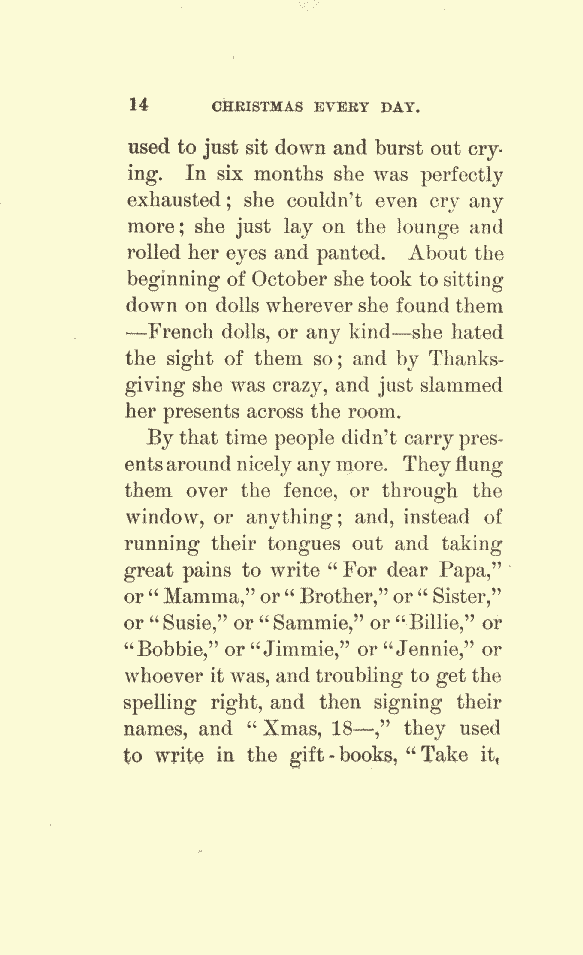 14 CHRISTMAS EVERY DAY.
used to just sit down and burst out cry-
ing. In six months she was perfectly
exhausted; she couldn't even cry any
more; she just lay on the lounge and
rolled her eyes and panted. About the
beginning of October she took to sitting
down on dolls wherever she found them
—French dolls, or any kind—she hated
the sight of them so; and by Thanks-
giving she was crazy, and just slammed
her presents across the room.
By that time people didn't carry pres-
ents around nicely any more. They flung
them over the fence, or through the
window, or anything; and, instead of
running their tongues out and taking
great pains to write "For dear Papa,"
or "Mamma," or "Brother," or "Sister,"
or "Susie," or "Sammie," or "Billie," or
"Bobbie," or "Jimmie," or "Jennie," or
whoever it was, and troubling to get the
spelling right, and then signing their
names, and "Xmas, 18—," they used
to write in the gift-books, "Take it,